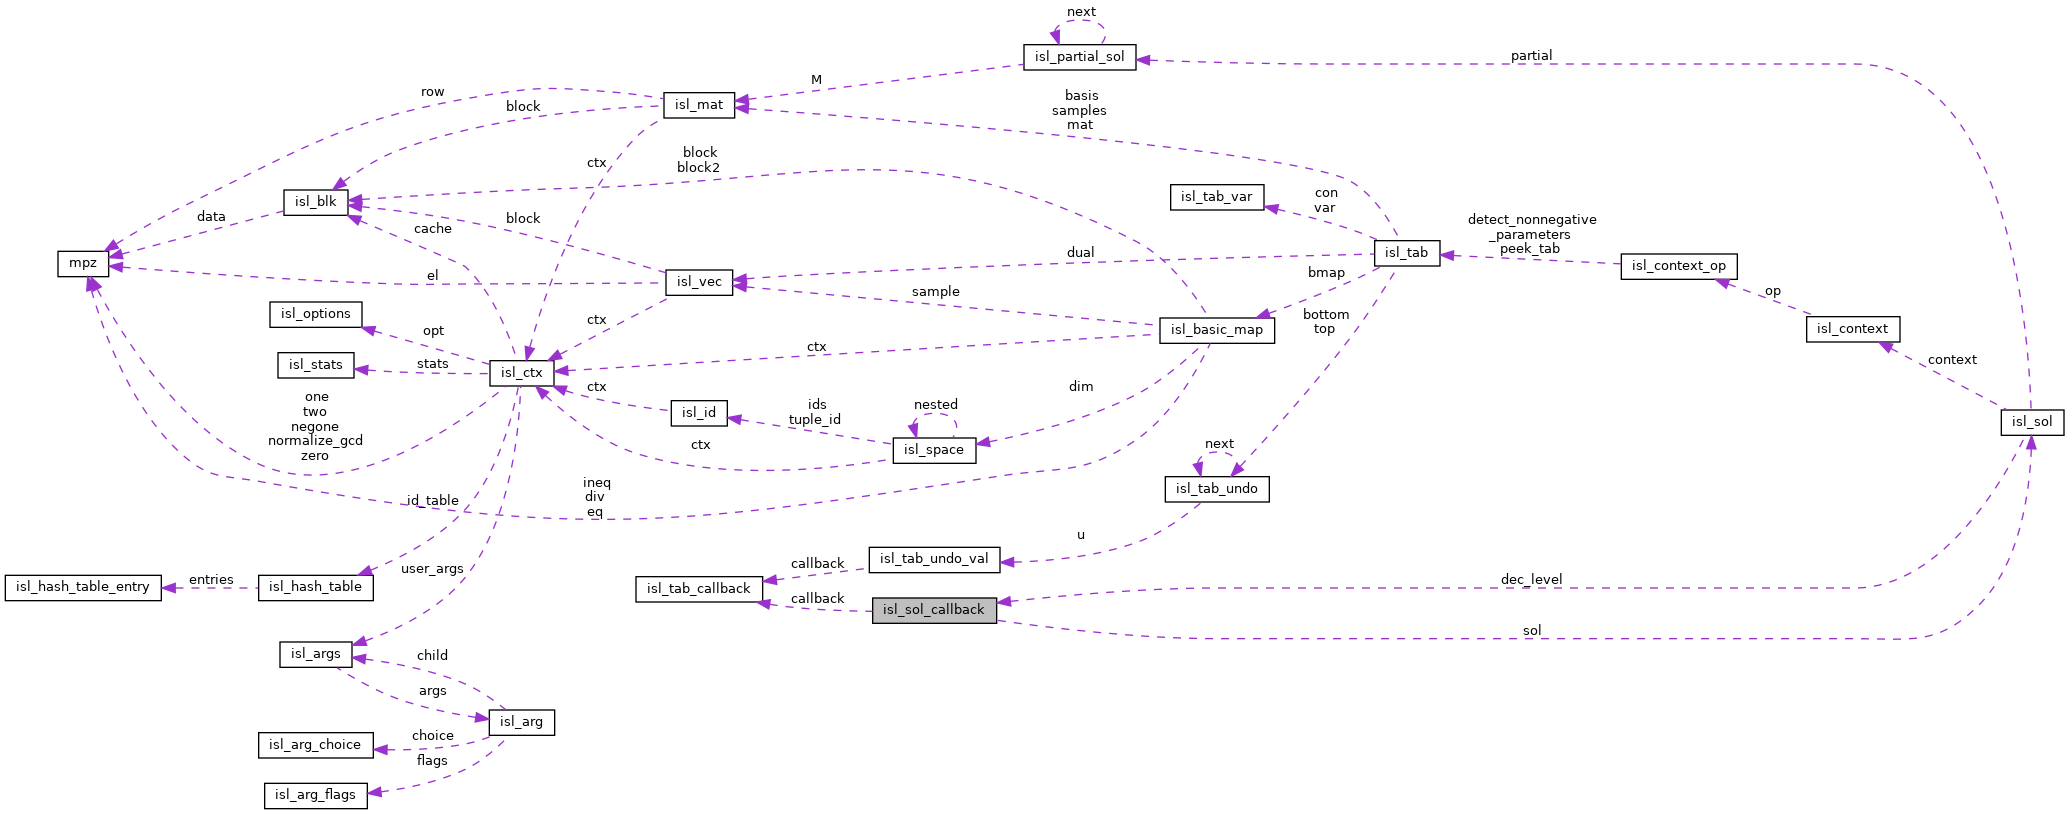 next
isl_partial_sol
partial
M
row
isl_mat
block
basis
samples
mat
ctx
block
block2
isl_blk
data
cache
block
isl_tab_var
con
var
detect_nonnegative
_parameters
peek_tab
isl_tab
mpz
el
isl_vec
dual
bmap
isl_context_op
op
sample
isl_options
opt
ctx
bottom
top
isl_basic_map
isl_context
context
isl_stats
stats
isl_ctx
ctx
ctx
isl_id
ids
tuple_id
dim
nested
isl_space
ctx
one
two
negone
normalize_gcd
zero
isl_sol
next
isl_tab_undo
id_table
ineq
div
eq
u
isl_tab_undo_val
callback
isl_tab_callback
callback
isl_sol_callback
dec_level
sol
isl_hash_table_entry
entries
isl_hash_table
user_args
isl_args
child
args
isl_arg
choice
isl_arg_choice
flags
isl_arg_flags